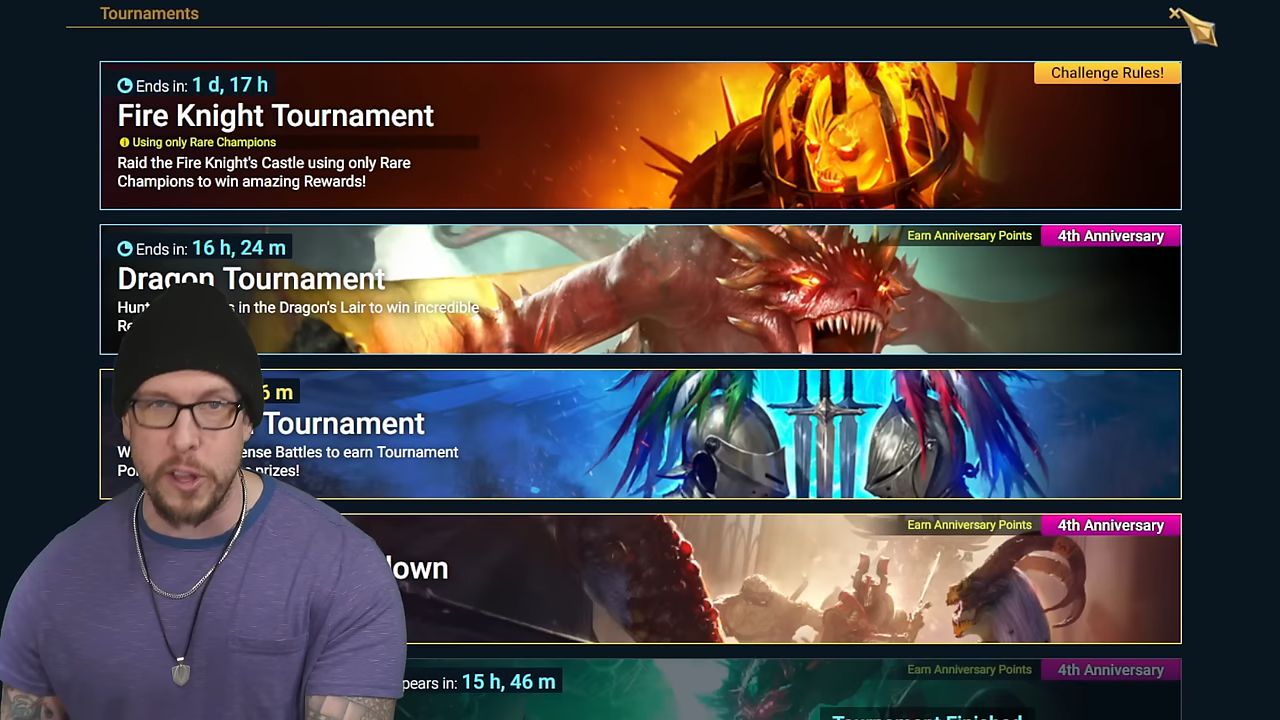 Tournaments
Ends in: 1 d, 17 h
Challenge Rules!
Fire Knight Tournament
Using only Rare Champions
Raid the Fire Knight's Castle using only Rare
Champions to win amazing Rewards!
Ends in: 16 h, 24 m
Earn Anniversary Points
4th Anniversary
Dragon Tournament
in the Dragon's Lair to win incredible
6 m
Tournament
Battles to earn Tournament
prizes!
Earn Anniversary Points
4th Anniversary
Earn Anniversary Points
4th Anniversary
pears in: 15 h, 46 m
Tournament Finished